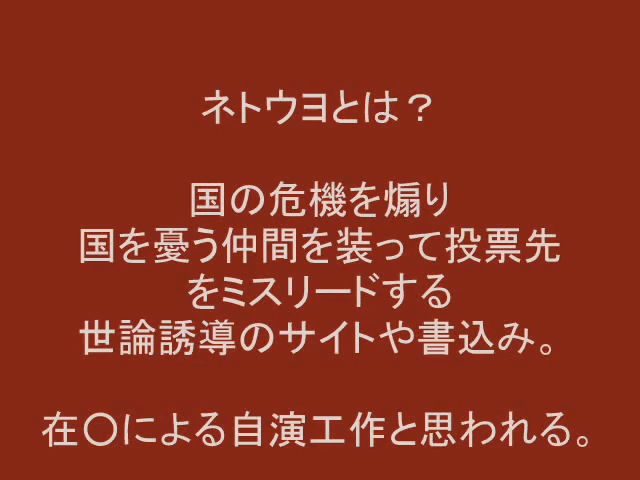 ネトウヨとは？
国の危機を煽り
国を憂う仲間を装って投票先
をミスリードする
世論誘導のサイトや書込み。
在〇による自演工作と思われる。